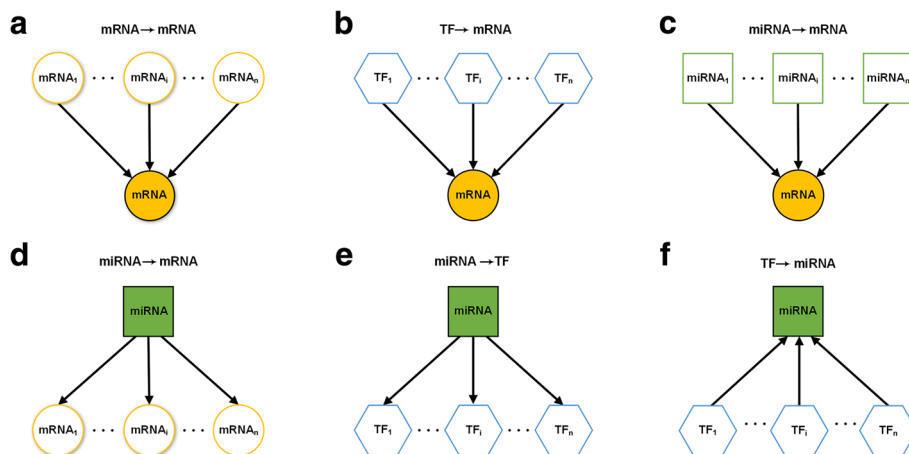 a
mRNA→mRNA
mRNA1 ··· mRNAi ··· mRNAn
mRNA
b
TF→ mRNA
TF1 ··· TFi ··· TFn
mRNA
c
miRNA→ mRNA
miRNA1 ··· miRNAi ··· miRNAn
mRNA
d
miRNA→ mRNA
miRNA
mRNA1 ··· mRNAi ··· mRNAn
e
miRNA →TF
miRNA
TF1 ··· TFi ··· TFn
f
TF→ miRNA
miRNA
TF1 ··· TFi ··· TFn